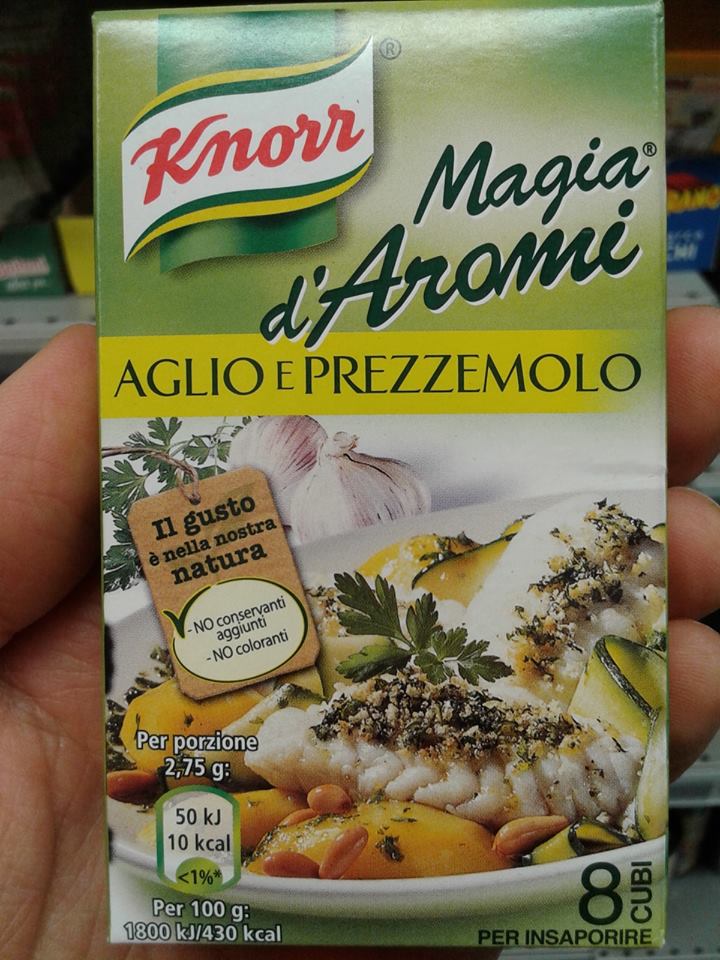 Knorr®
Magia®
d'Aromi
AGLIO E PREZZEMOLO
Il gusto
è nella nostra
natura
- NO conservanti
aggiunti
- NO coloranti
Per porzione
2,75 g:
50 kJ
10 kcal
<1%*
Per 100 g:
1800 kJ/430 kcal
8 CUBI
PER INSAPORIRE